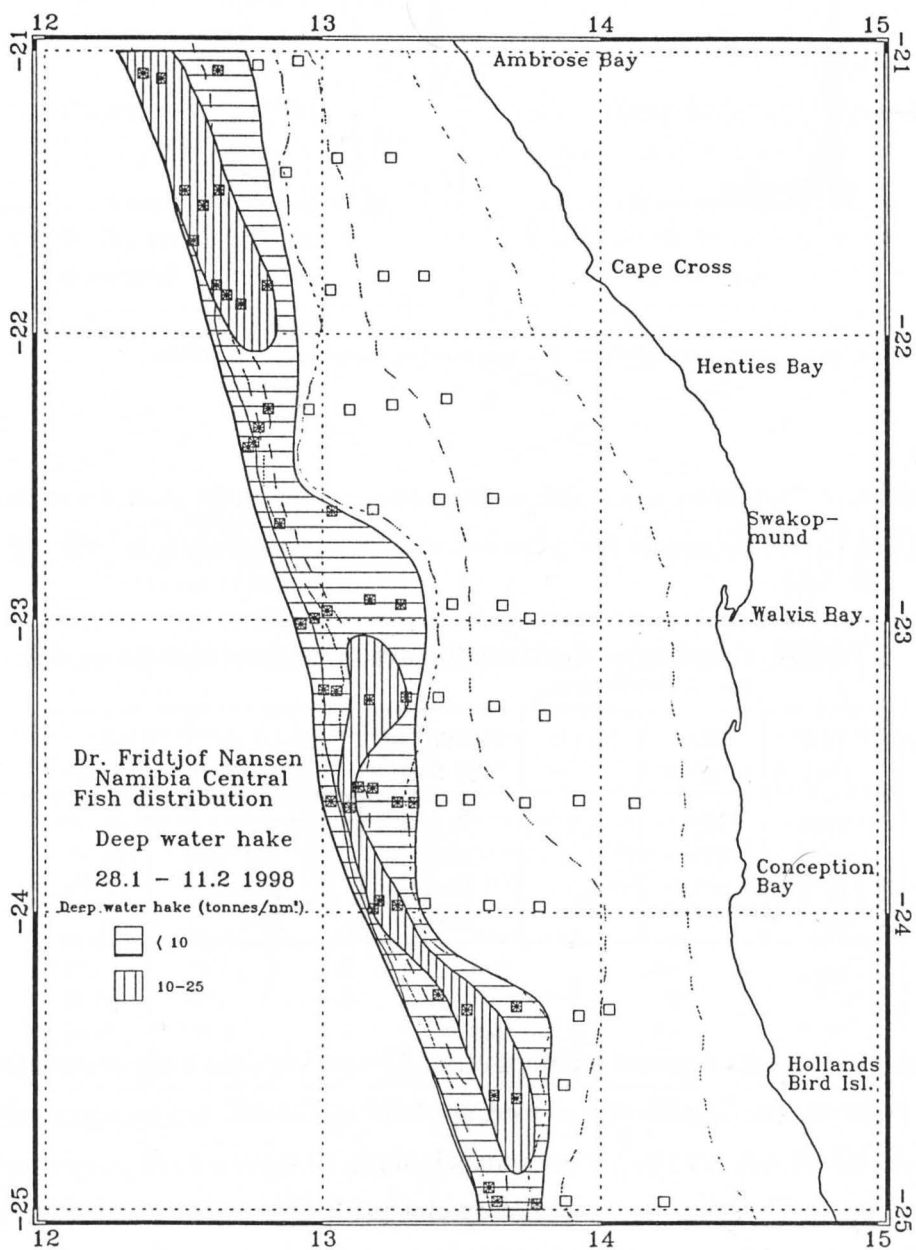 12 13 14 15
-21 -21
Ambrose Bay
Cape Cross
-22 -22
Henties Bay
Swakop-
mund
Walvis Bay
-23 -23
Dr. Fridtjof Nansen
Namibia Central
Fish distribution
Deep water hake
28.1 - 11.2 1998
Deep water hake (tonnes/nm²)
< 10
10-25
Conception
Bay
-24 -24
Hollands
Bird Isl.
-25 -25
12 13 14 15